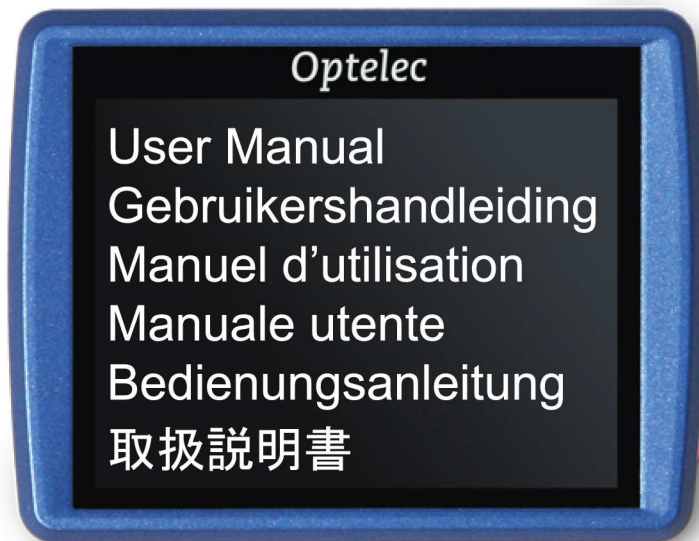 Optelec
User Manual
Gebruikershandleiding
Manuel d’utilisation
Manuale utente
Bedienungsanleitung
取扱説明書